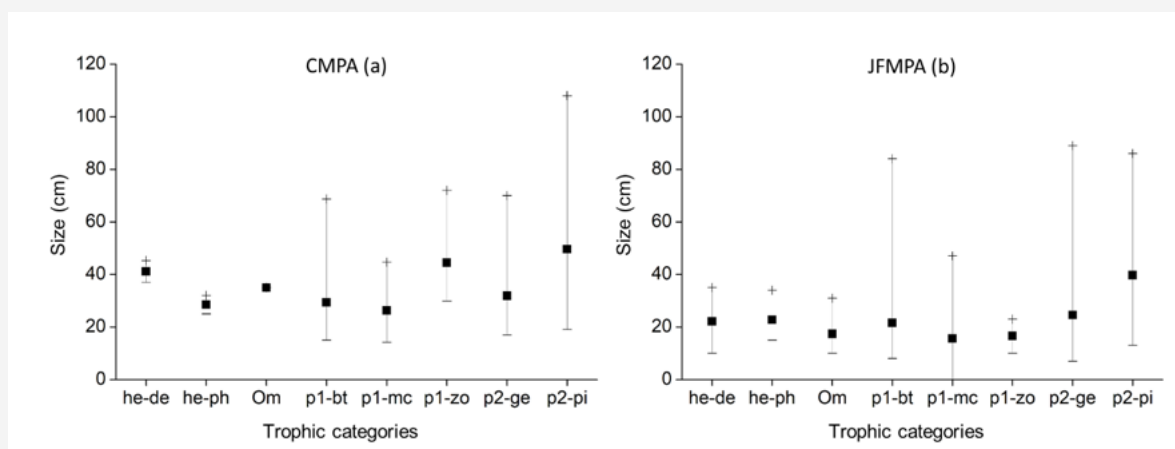 CMPA (a)
120
100
80
60
40
20
0
Size (cm)
he-de he-ph Om p1-bt p1-mc p1-zo p2-ge p2-pi
Trophic categories
JFMPA (b)
120
100
80
60
40
20
0
Size (cm)
he-de he-ph Om p1-bt p1-mc p1-zo p2-ge p2-pi
Trophic categories